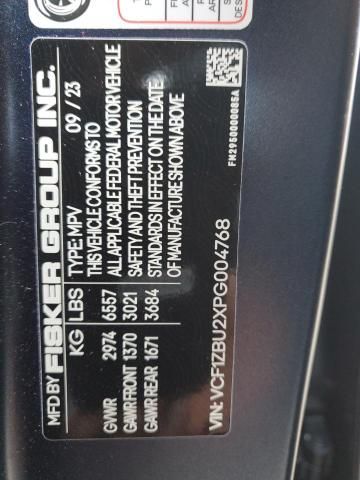 MFD BY FISKER GROUP INC.
KG LBS TYPE: MPV 09 / 23
GVWR 2974 6557
GAWR FRONT 1370 3021
GAWR REAR 1671 3684
THIS VEHICLE CONFORMS TO
ALL APPLICABLE FEDERAL MOTOR VEHICLE
SAFETY AND THEFT PREVENTION
STANDARDS IN EFFECT ON THE DATE
OF MANUFACTURE SHOWN ABOVE.
VIN: VCF1ZBU2XPG004768
FN2950000085A